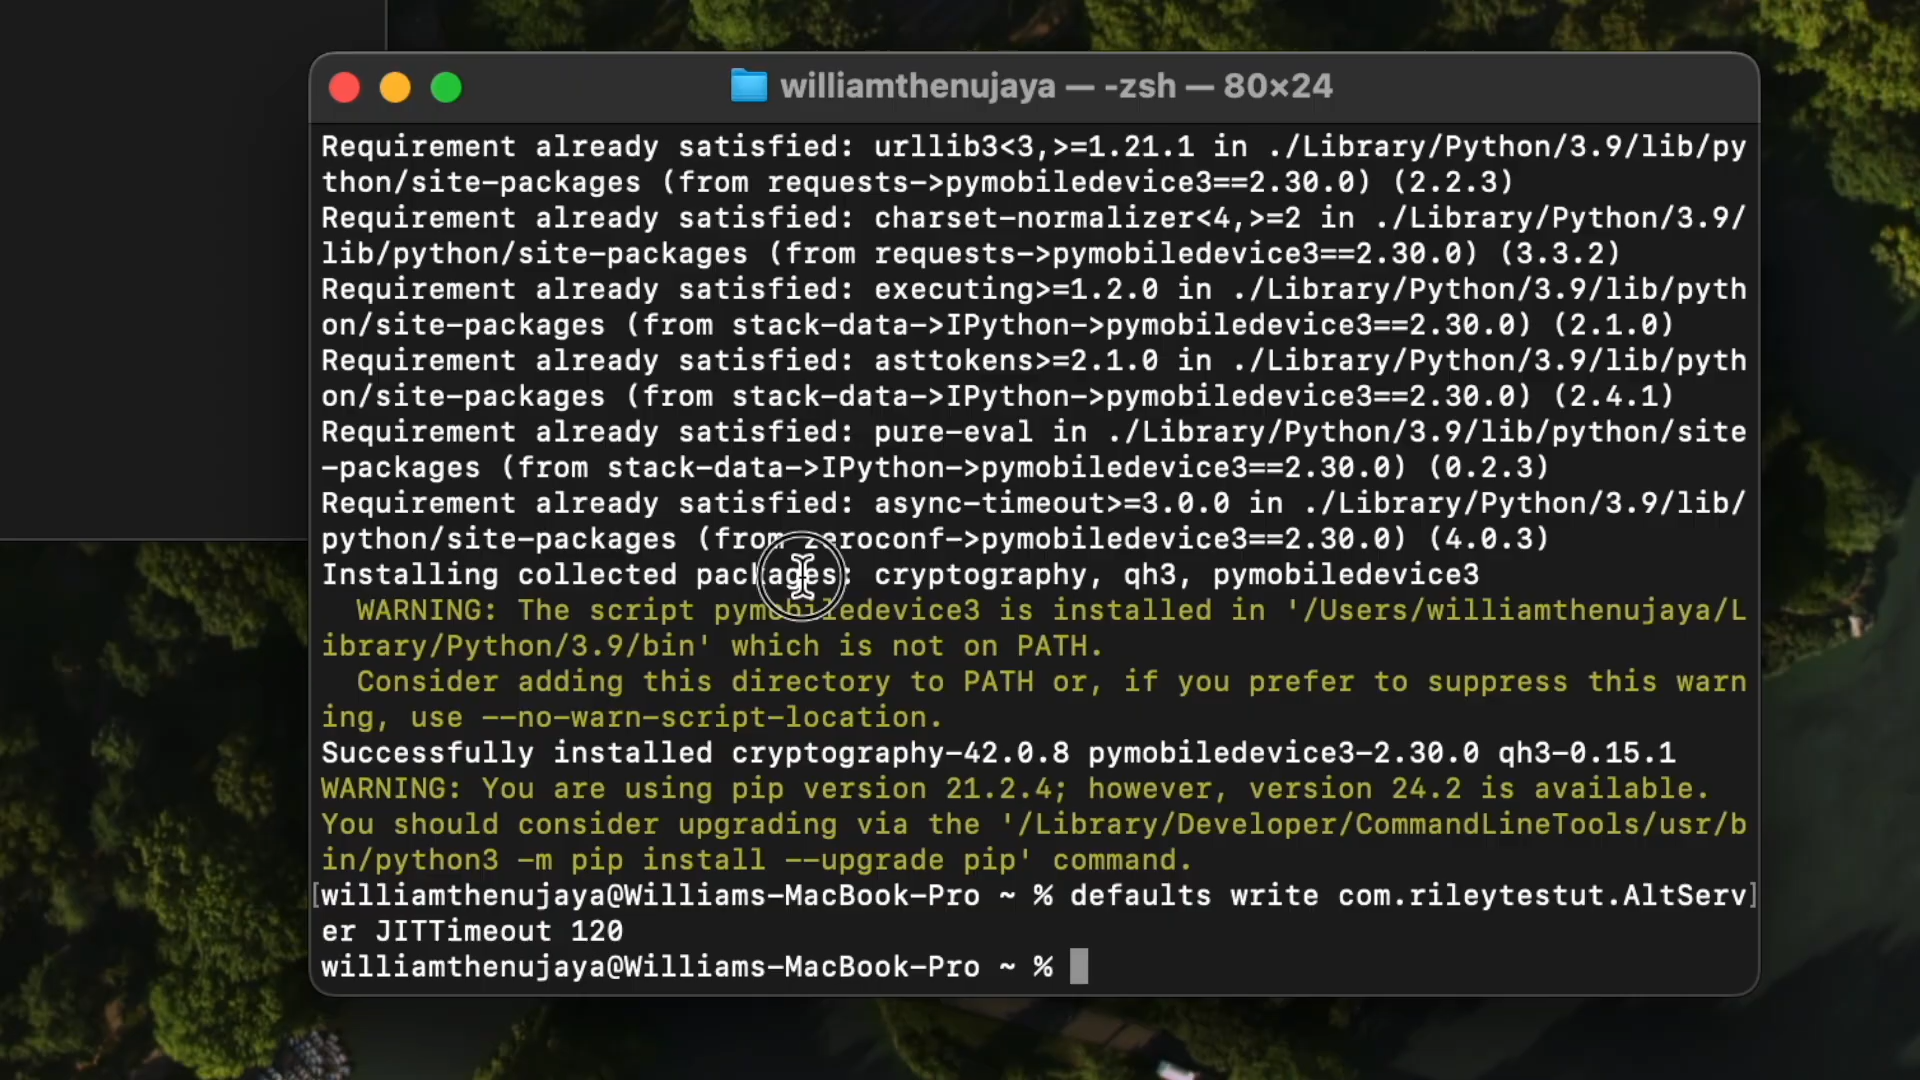 williamthenujaya — -zsh — 80×24
Requirement already satisfied: urllib3<3,>=1.21.1 in ./Library/Python/3.9/lib/py
thon/site-packages (from requests->pymobiledevice3==2.30.0) (2.2.3)
Requirement already satisfied: charset-normalizer<4,>=2 in ./Library/Python/3.9/
lib/python/site-packages (from requests->pymobiledevice3==2.30.0) (3.3.2)
Requirement already satisfied: executing>=1.2.0 in ./Library/Python/3.9/lib/pyth
on/site-packages (from stack-data->IPython->pymobiledevice3==2.30.0) (2.1.0)
Requirement already satisfied: asttokens>=2.1.0 in ./Library/Python/3.9/lib/pyth
on/site-packages (from stack-data->IPython->pymobiledevice3==2.30.0) (2.4.1)
Requirement already satisfied: pure-eval in ./Library/Python/3.9/lib/python/site
-packages (from stack-data->IPython->pymobiledevice3==2.30.0) (0.2.3)
Requirement already satisfied: async-timeout>=3.0.0 in ./Library/Python/3.9/lib/
python/site-packages (from zeroconf->pymobiledevice3==2.30.0) (4.0.3)
Installing collected packages: cryptography, qh3, pymobiledevice3
  WARNING: The script pymobiledevice3 is installed in '/Users/williamthenujaya/L
ibrary/Python/3.9/bin' which is not on PATH.
  Consider adding this directory to PATH or, if you prefer to suppress this warn
ing, use --no-warn-script-location.
Successfully installed cryptography-42.0.8 pymobiledevice3-2.30.0 qh3-0.15.1
WARNING: You are using pip version 21.2.4; however, version 24.2 is available.
You should consider upgrading via the '/Library/Developer/CommandLineTools/usr/b
in/python3 -m pip install --upgrade pip' command.
[williamthenujaya@Williams-MacBook-Pro ~ % defaults write com.rileytestut.AltServ]
er JITTimeout 120
williamthenujaya@Williams-MacBook-Pro ~ %